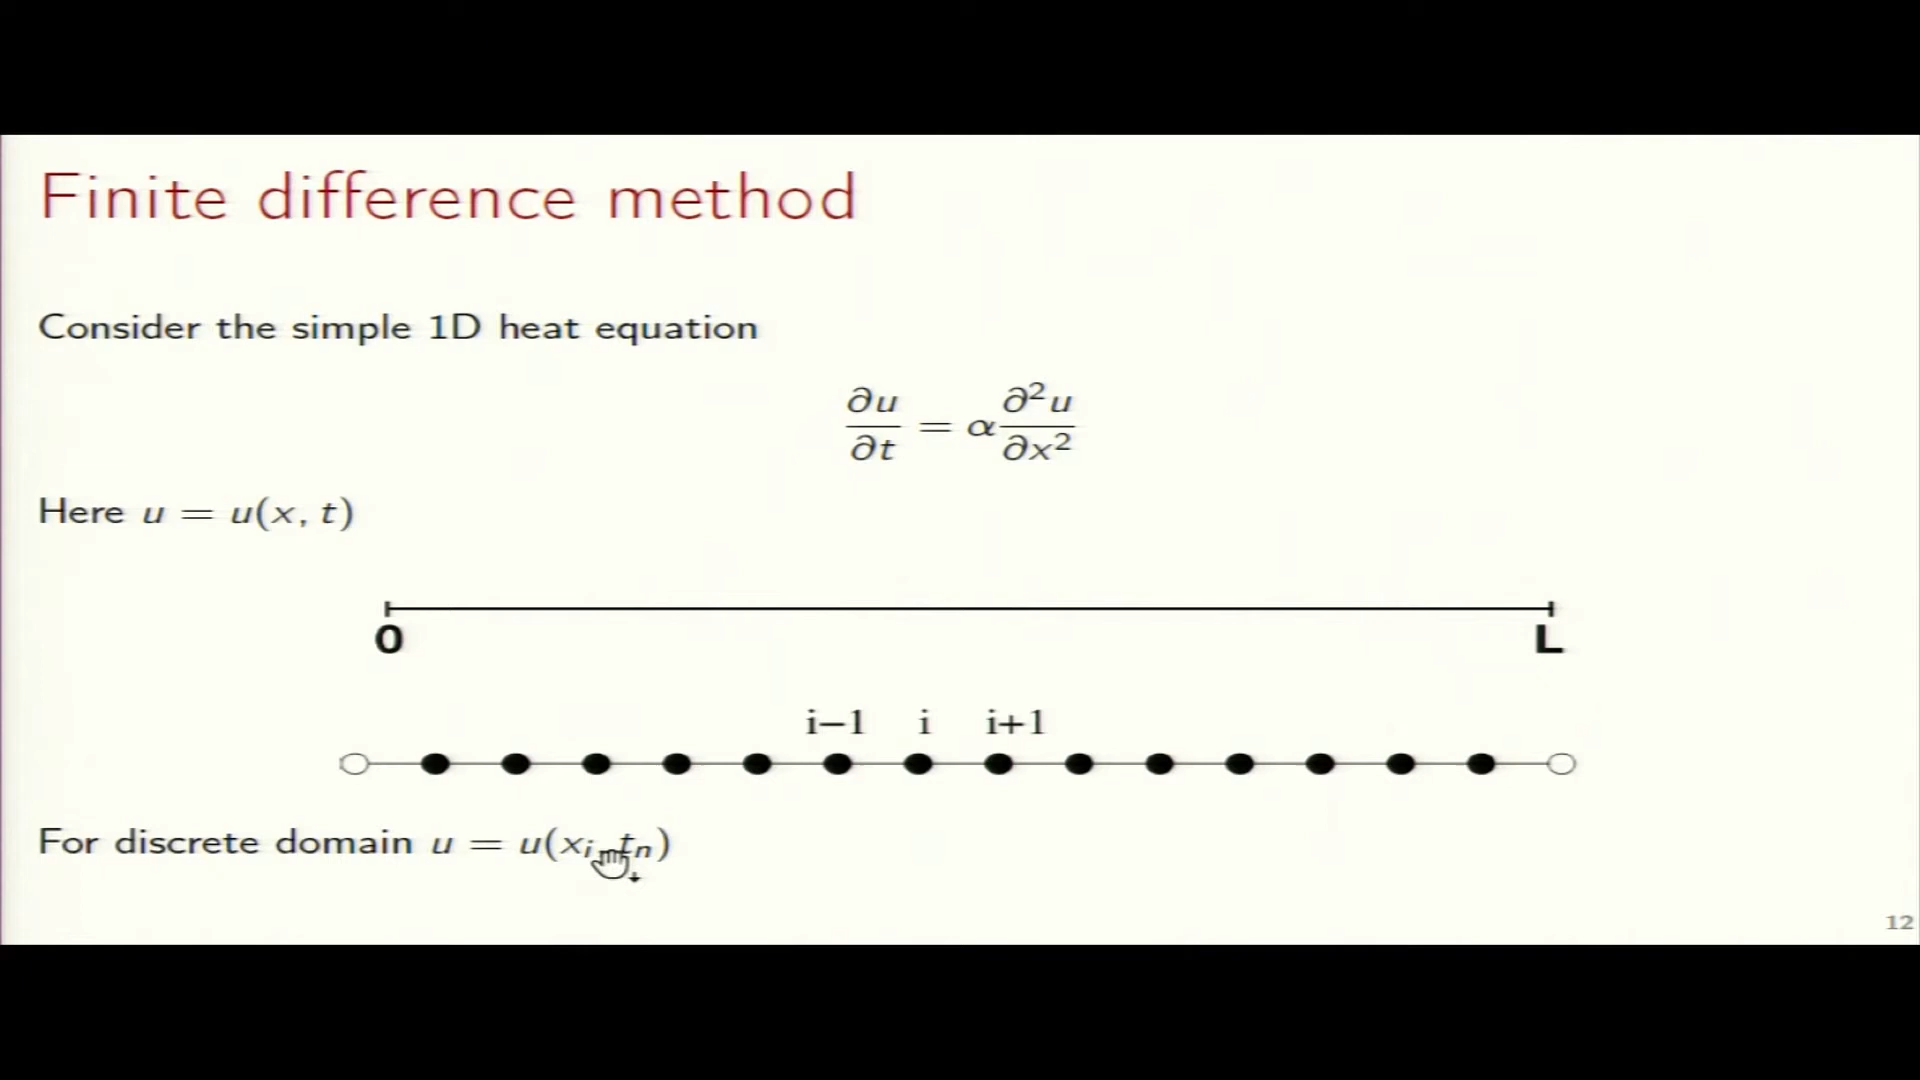 Finite difference method
Consider the simple 1D heat equation
∂u/∂t = α ∂²u/∂x²
Here u = u(x, t)
0 L
i−1 i i+1
For discrete domain u = u(xᵢ, tₙ)
12